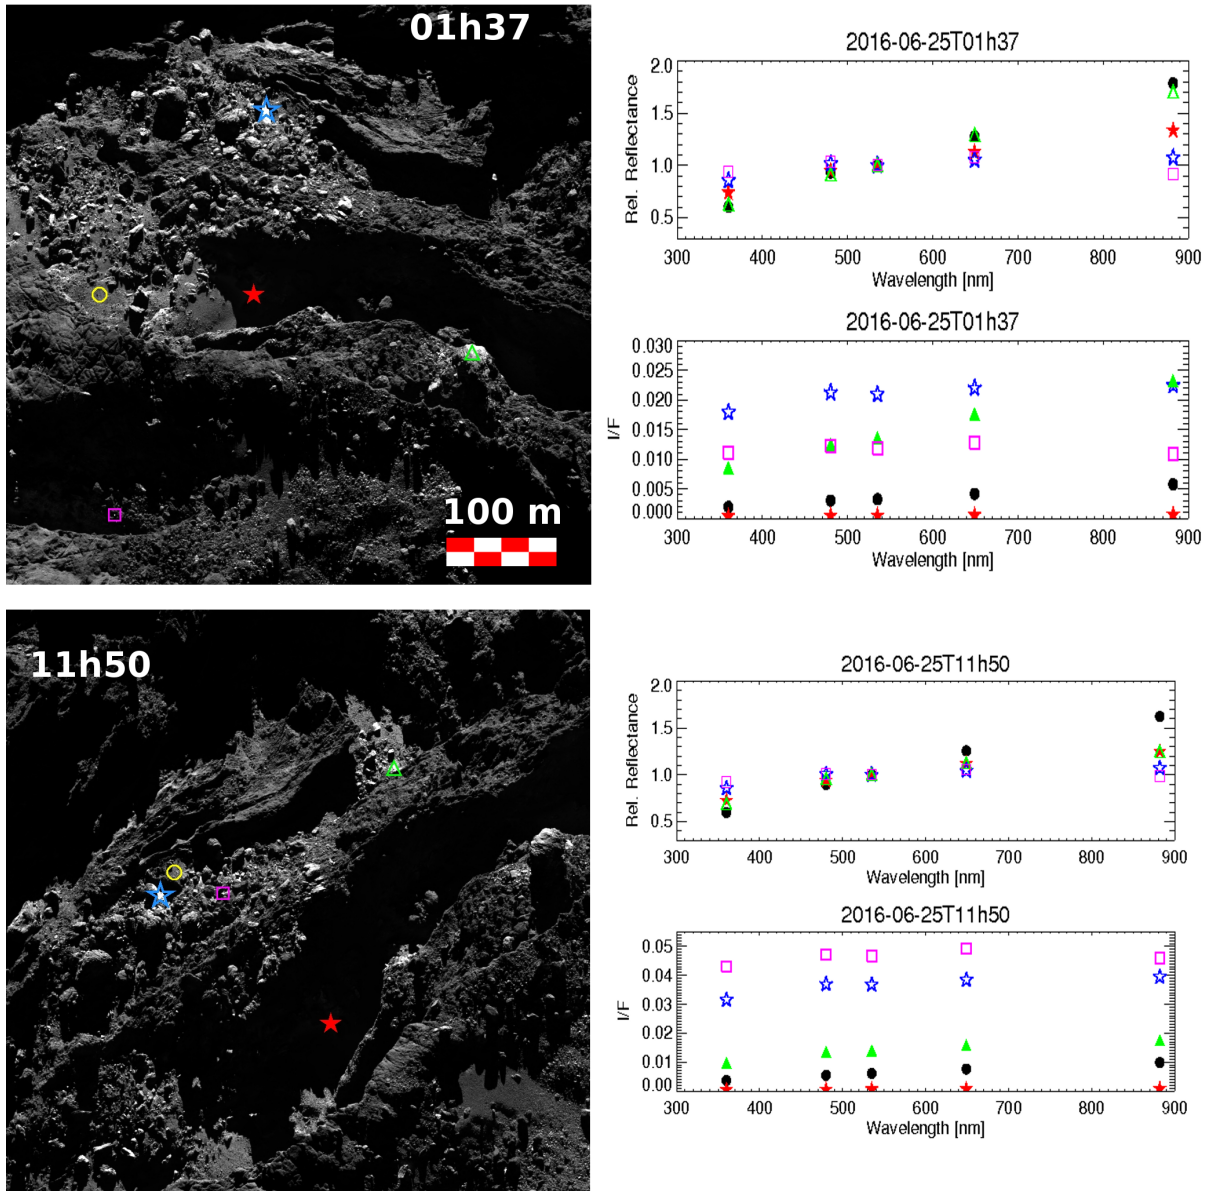 01h37
100 m
2016-06-25T01h37
Rel. Reflectance
2.0
1.5
1.0
0.5
300 400 500 600 700 800 900
Wavelength [nm]
2016-06-25T01h37
I/F
0.030
0.025
0.020
0.015
0.010
0.005
0.000
300 400 500 600 700 800 900
Wavelength [nm]
11h50
2016-06-25T11h50
Rel. Reflectance
2.0
1.5
1.0
0.5
300 400 500 600 700 800 900
Wavelength [nm]
2016-06-25T11h50
I/F
0.05
0.04
0.03
0.02
0.01
0.00
300 400 500 600 700 800 900
Wavelength [nm]